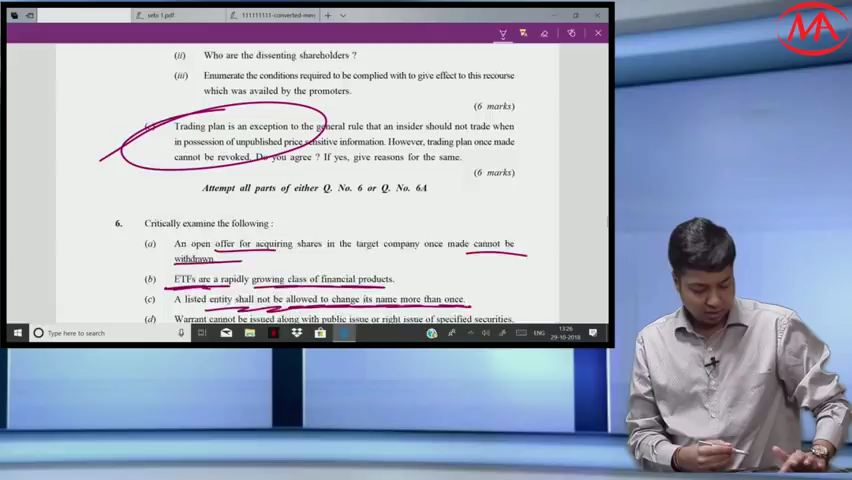 seto 1.pdf
111111111-converted-mer
MA
(ii) Who are the dissenting shareholders ?
(iii) Enumerate the conditions required to be complied with to give effect to this recourse
which was availed by the promoters.
(6 marks)
Trading plan is an exception to the general rule that an insider should not trade when
in possession of unpublished price sensitive information. However, trading plan once made
cannot be revoked. Do you agree ? If yes, give reasons for the same.
(6 marks)
Attempt all parts of either Q. No. 6 or Q. No. 6A
6. Critically examine the following :
(a) An open offer for acquiring shares in the target company once made cannot be
withdrawn.
(b) ETFs are a rapidly growing class of financial products.
(c) A listed entity shall not be allowed to change its name more than once.
(d) Warrant cannot be issued along with public issue or right issue of specified securities.
Type here to search
ENG
13:26
29-10-2018